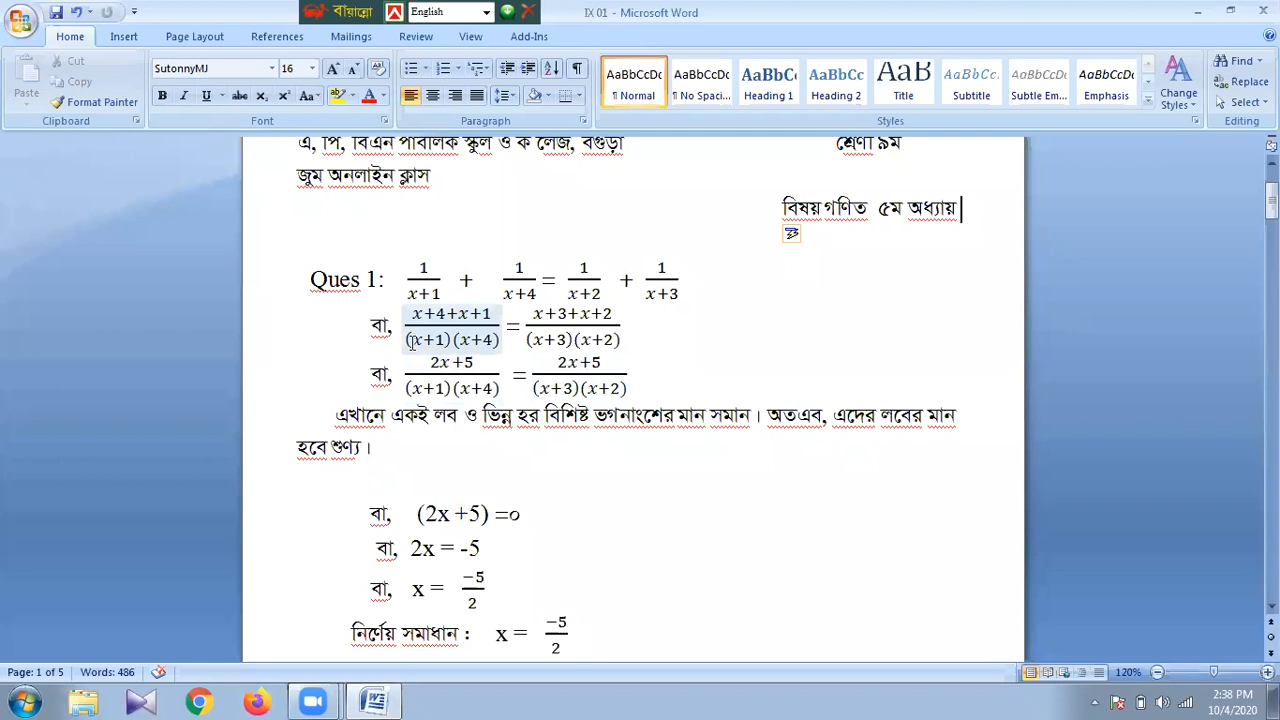 বায়ান্নো English IX 01 - Microsoft Word
Home Insert Page Layout References Mailings Review View Add-Ins
Paste Cut Copy Format Painter
SutonnyMJ 16
B I U abc x₂ x² Aa A
AaBbCcDc AaBbCcDc AaBbC AaBbCc AaB AaBbCc. AaBbCcDc AaBbCcDc
¶ Normal ¶ No Spaci... Heading 1 Heading 2 Title Subtitle Subtle Em... Emphasis
Change Styles Find Replace Select
Clipboard Font Paragraph Styles Editing
এ, পি, বিএন পাবলিক স্কুল ও ক লেজ, বগুড়া শ্রেণী ৯ম
জুম অনলাইন ক্লাস
বিষয় গণিত ৫ম অধ্যায়
Ques 1: 1/(x+1) + 1/(x+4) = 1/(x+2) + 1/(x+3)
বা, (x+4+x+1)/((x+1)(x+4)) = (x+3+x+2)/((x+3)(x+2))
বা, (2x+5)/((x+1)(x+4)) = (2x+5)/((x+3)(x+2))
এখানে একই লব ও ভিন্ন হর বিশিষ্ট ভগনাংশের মান সমান। অতএব, এদের লবের মান
হবে শুণ্য।
বা, (2x +5) =০
বা, 2x = -5
বা, x = −5/2
নির্ণেয় সমাধান : x = −5/2
Page: 1 of 5 Words: 486 120%
2:38 PM
10/4/2020